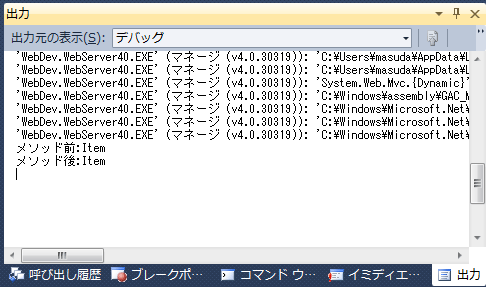 出力
出力元の表示(S): デバッグ
'WebDev.WebServer40.EXE' (マネージ (v4.0.30319)): 'C:¥Users¥masuda¥AppData¥L
'WebDev.WebServer40.EXE' (マネージ (v4.0.30319)): 'C:¥Users¥masuda¥AppData¥L
'WebDev.WebServer40.EXE' (マネージ (v4.0.30319)): 'System.Web.Mvc.{Dynamic}'
'WebDev.WebServer40.EXE' (マネージ (v4.0.30319)): 'C:¥Windows¥assembly¥GAC_M
'WebDev.WebServer40.EXE' (マネージ (v4.0.30319)): 'C:¥Windows¥Microsoft.Net¥
'WebDev.WebServer40.EXE' (マネージ (v4.0.30319)): 'C:¥Windows¥Microsoft.Net¥
'WebDev.WebServer40.EXE' (マネージ (v4.0.30319)): 'C:¥Windows¥Microsoft.Net¥
メソッド前:Item
メソッド後:Item
呼び出し履歴 ブレークポ… コマンド ウ… イミディエ… 出力